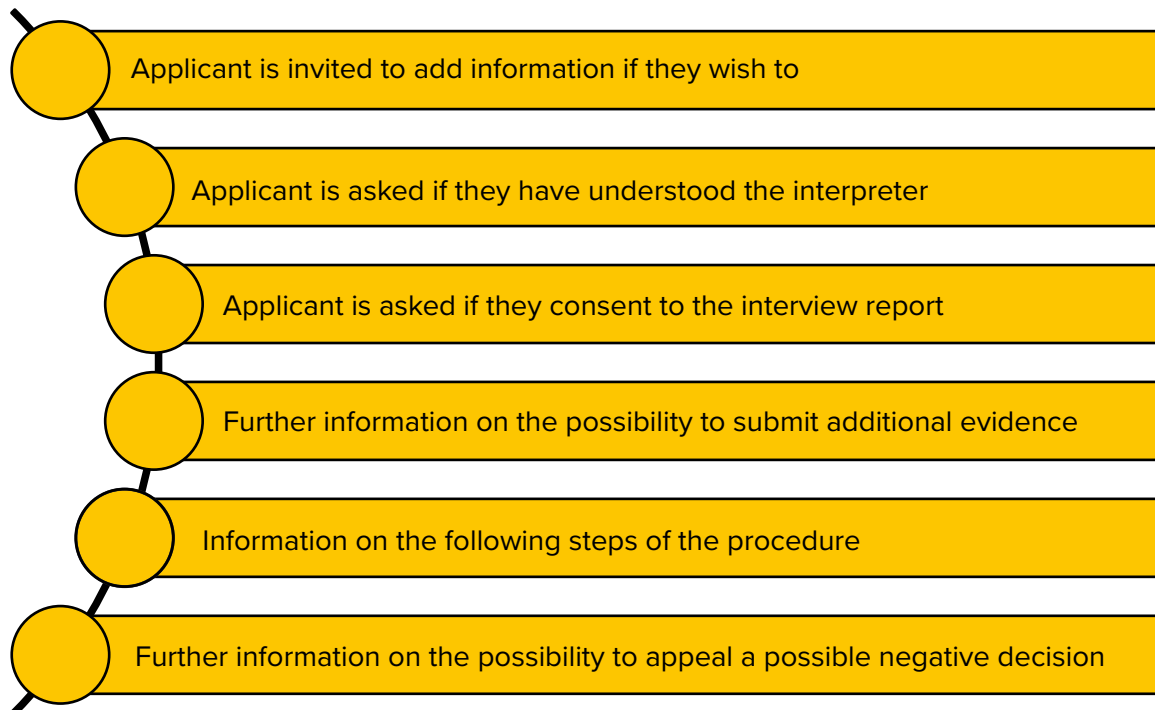 Applicant is invited to add information if they wish to
Applicant is asked if they have understood the interpreter
Applicant is asked if they consent to the interview report
Further information on the possibility to submit additional evidence
Information on the following steps of the procedure
Further information on the possibility to appeal a possible negative decision